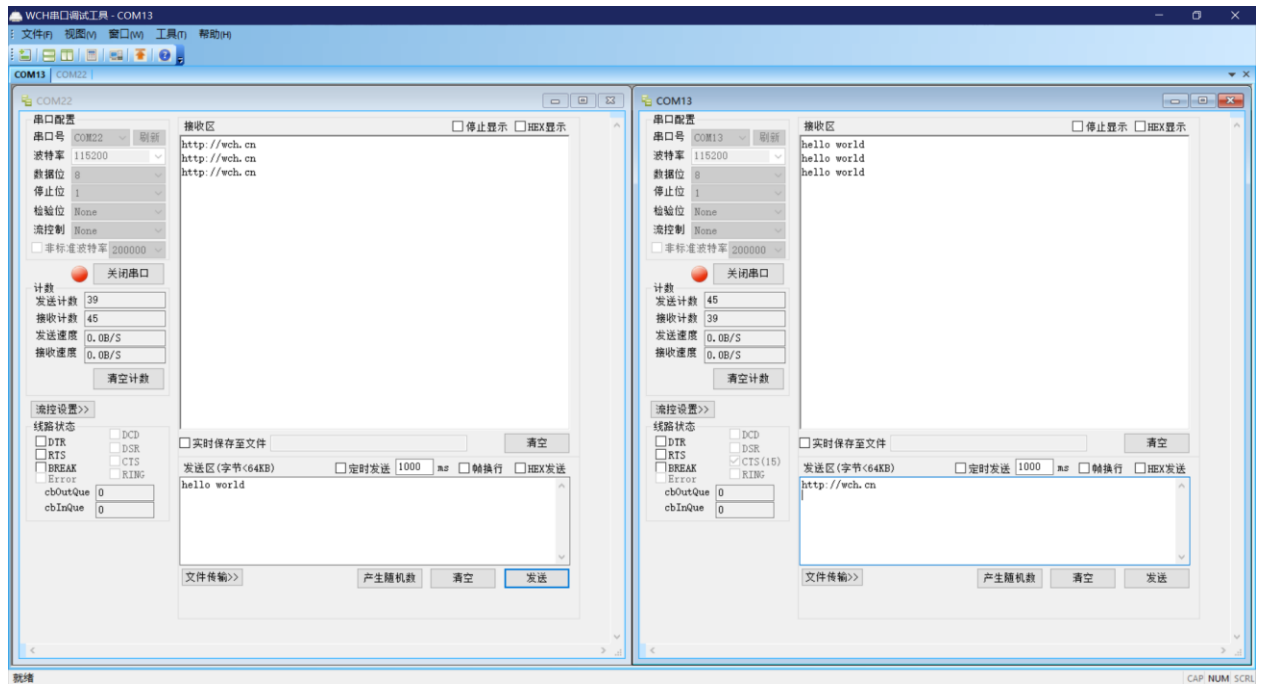 WCH串口调试工具 - COM13
文件(F) 视图(V) 窗口(W) 工具(T) 帮助(H)
COM13 COM22
COM22
串口配置
串口号 COM22 刷新
波特率 115200
数据位 8
停止位 1
检验位 None
流控制 None
非标准波特率 200000
关闭串口
计数
发送计数 39
接收计数 45
发送速度 0.0B/S
接收速度 0.0B/S
清空计数
流控设置>>
线路状态
DTR DCD
RTS DSR
BREAK CTS
Error RING
cbOutQue 0
cbInQue 0
接收区 停止显示 HEX显示
http://wch.cn
http://wch.cn
http://wch.cn
实时保存至文件 清空
发送区(字节<64KB) 定时发送 1000 ms 帧换行 HEX发送
hello world
文件传输>> 产生随机数 清空 发送
COM13
串口配置
串口号 COM13 刷新
波特率 115200
数据位 8
停止位 1
检验位 None
流控制 None
非标准波特率 200000
关闭串口
计数
发送计数 45
接收计数 39
发送速度 0.0B/S
接收速度 0.0B/S
清空计数
流控设置>>
线路状态
DTR DCD
RTS DSR
BREAK CTS(15)
Error RING
cbOutQue 0
cbInQue 0
接收区 停止显示 HEX显示
hello world
hello world
hello world
实时保存至文件 清空
发送区(字节<64KB) 定时发送 1000 ms 帧换行 HEX发送
http://wch.cn
文件传输>> 产生随机数 清空 发送
就绪 CAP NUM SCRL